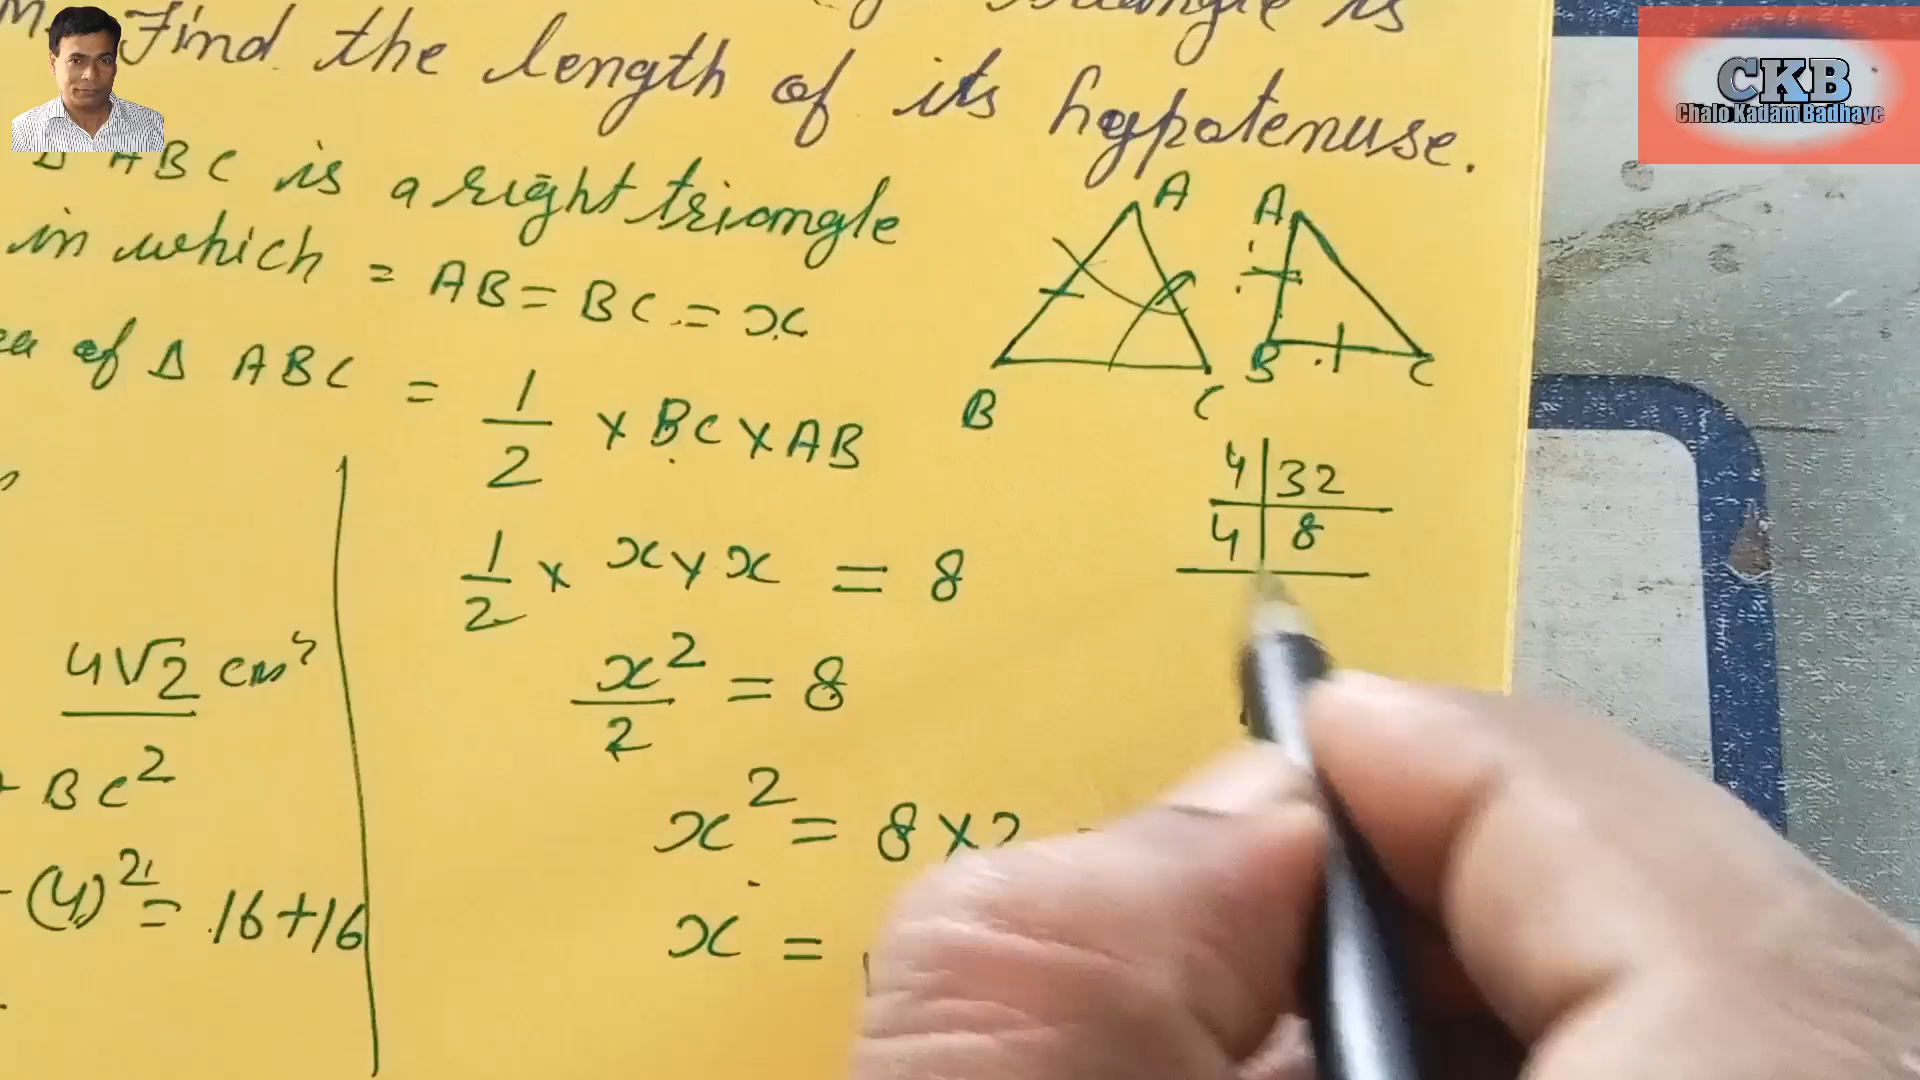 triangle is
M. Find the length of its hypotenuse.
CKB
Chalo Kadam Badhaye
Δ ABC is a right triangle
in which = AB = BC = x
A
B
C
A
B
C
of Δ ABC = 1/2 × BC × AB
4 | 32
4 | 8
1/2 × x × x = 8
x²/2 = 8
4√2 cm
BC²
x² = 8 × 2
(4)² = 16 + 16
x =